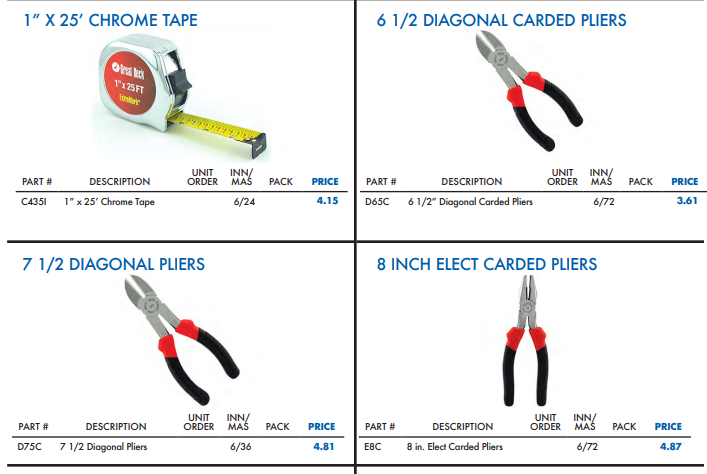 1” X 25’ CHROME TAPE
Great Neck
1" x 25 FT
ExtraMark™
UNIT INN/
PART # DESCRIPTION ORDER MAS PACK PRICE
C435I 1” x 25’ Chrome Tape 6/24 4.15
6 1/2 DIAGONAL CARDED PLIERS
UNIT INN/
PART # DESCRIPTION ORDER MAS PACK PRICE
D65C 6 1/2” Diagonal Carded Pliers 6/72 3.61
7 1/2 DIAGONAL PLIERS
UNIT INN/
PART # DESCRIPTION ORDER MAS PACK PRICE
D75C 7 1/2 Diagonal Pliers 6/36 4.81
8 INCH ELECT CARDED PLIERS
UNIT INN/
PART # DESCRIPTION ORDER MAS PACK PRICE
E8C 8 in. Elect Carded Pliers 6/72 4.87